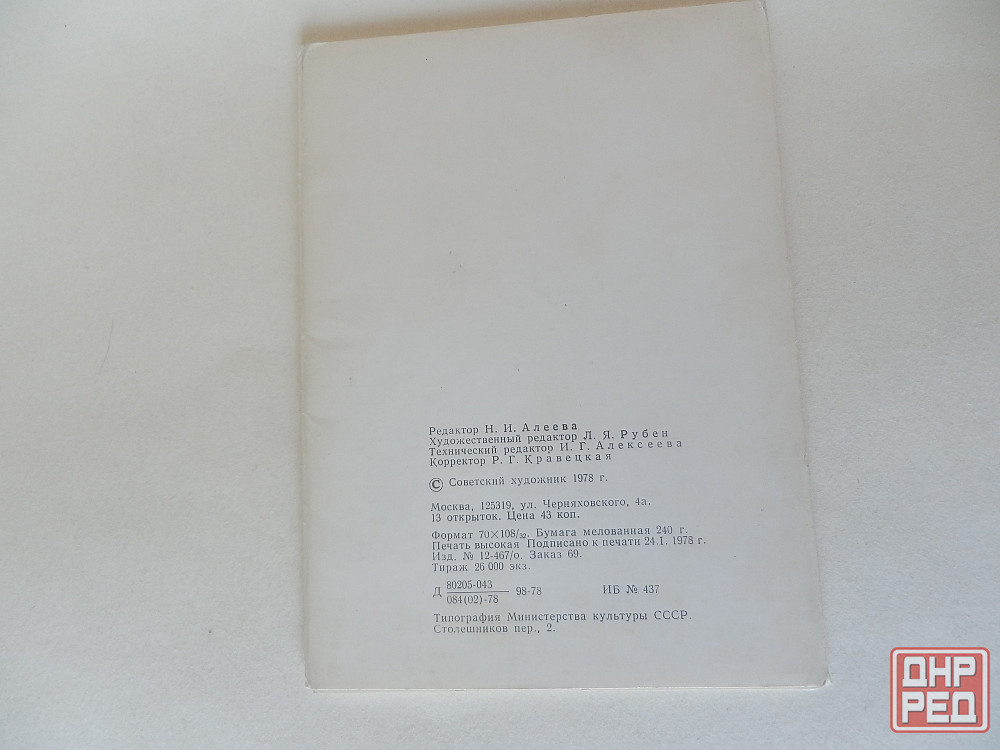 Редактор Н. И. Алеева
Художественный редактор Л. Я. Рубен
Технический редактор И. Г. Алексеева
Корректор Р. Г. Кравецкая
© Советский художник 1978 г.
Москва, 125319, ул. Черняховского, 4а.
13 открыток. Цена 43 коп.
Формат 70×108/32. Бумага мелованная 240 г.
Печать высокая Подписано к печати 24.I. 1978 г.
Изд. № 12-467/о. Заказ 69.
Тираж 26 000 экз.
Д 80205-043
084(02)-78 98-78 ИБ № 437
Типография Министерства культуры СССР.
Столешников пер., 2.
ДНР
РЕД